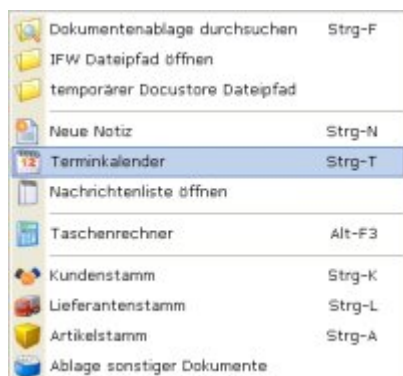 Dokumentenablage durchsuchen Strg-F
IFW Dateipfad öffnen
temporärer Docustore Dateipfad
Neue Notiz Strg-N
12 Terminkalender Strg-T
Nachrichtenliste öffnen
Taschenrechner Alt-F3
Kundenstamm Strg-K
Lieferantenstamm Strg-L
Artikelstamm Strg-A
Ablage sonstiger Dokumente